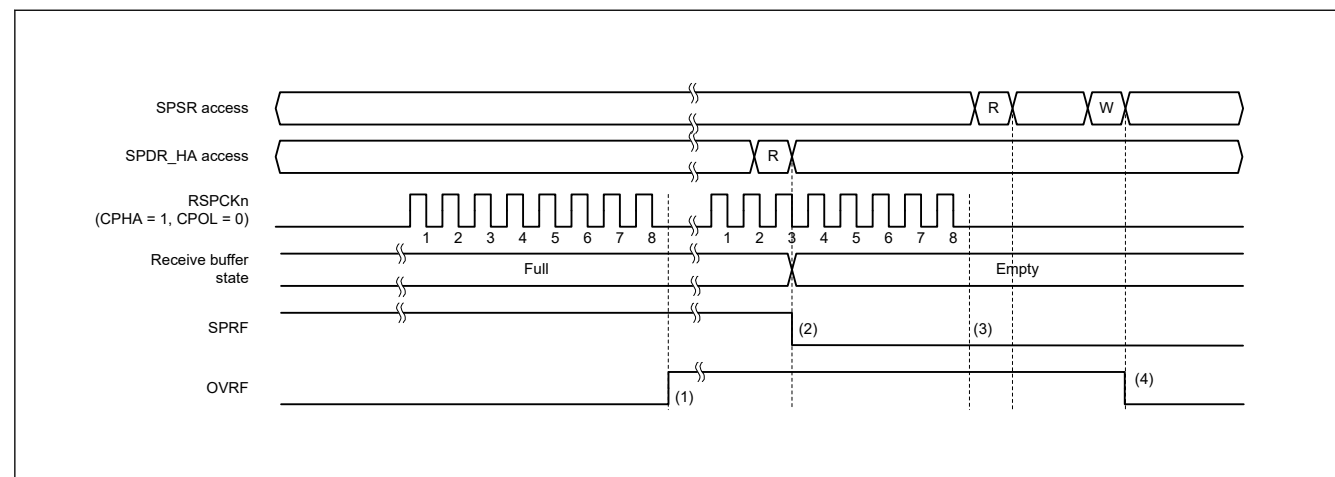 SPSR access
R
W
SPDR_HA access
R
RSPCKn
(CPHA = 1, CPOL = 0)
1 2 3 4 5 6 7 8 1 2 3 4 5 6 7 8
Receive buffer
state
Full
Empty
SPRF
(2)
(3)
OVRF
(1)
(4)